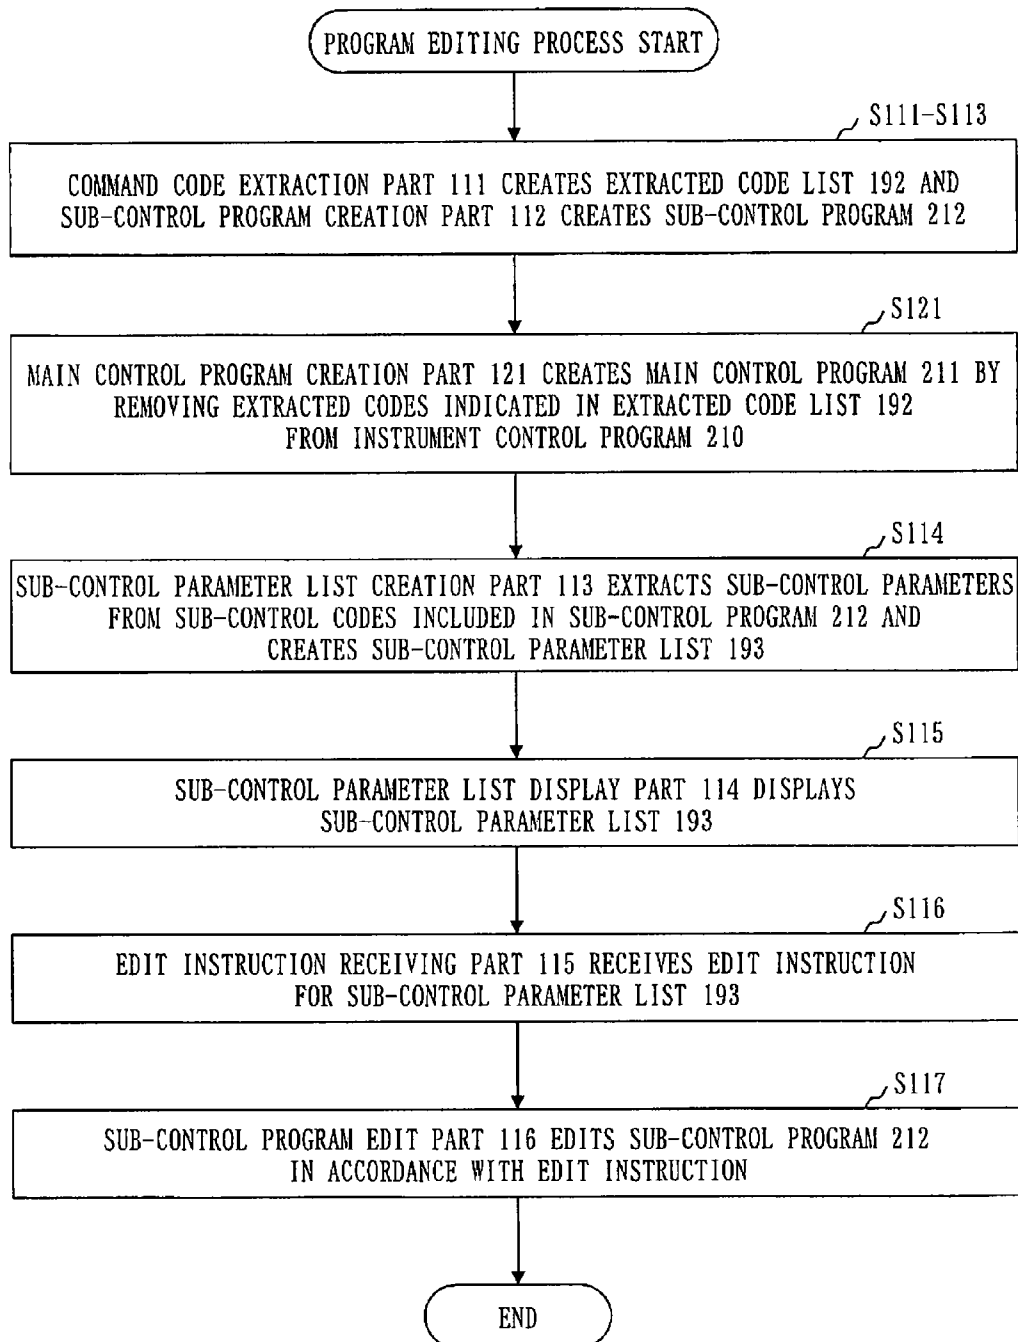 PROGRAM EDITING PROCESS START
S111-S113
COMMAND CODE EXTRACTION PART 111 CREATES EXTRACTED CODE LIST 192 AND
SUB-CONTROL PROGRAM CREATION PART 112 CREATES SUB-CONTROL PROGRAM 212
S121
MAIN CONTROL PROGRAM CREATION PART 121 CREATES MAIN CONTROL PROGRAM 211 BY
REMOVING EXTRACTED CODES INDICATED IN EXTRACTED CODE LIST 192
FROM INSTRUMENT CONTROL PROGRAM 210
S114
SUB-CONTROL PARAMETER LIST CREATION PART 113 EXTRACTS SUB-CONTROL PARAMETERS
FROM SUB-CONTROL CODES INCLUDED IN SUB-CONTROL PROGRAM 212 AND
CREATES SUB-CONTROL PARAMETER LIST 193
S115
SUB-CONTROL PARAMETER LIST DISPLAY PART 114 DISPLAYS
SUB-CONTROL PARAMETER LIST 193
S116
EDIT INSTRUCTION RECEIVING PART 115 RECEIVES EDIT INSTRUCTION
FOR SUB-CONTROL PARAMETER LIST 193
S117
SUB-CONTROL PROGRAM EDIT PART 116 EDITS SUB-CONTROL PROGRAM 212
IN ACCORDANCE WITH EDIT INSTRUCTION
END